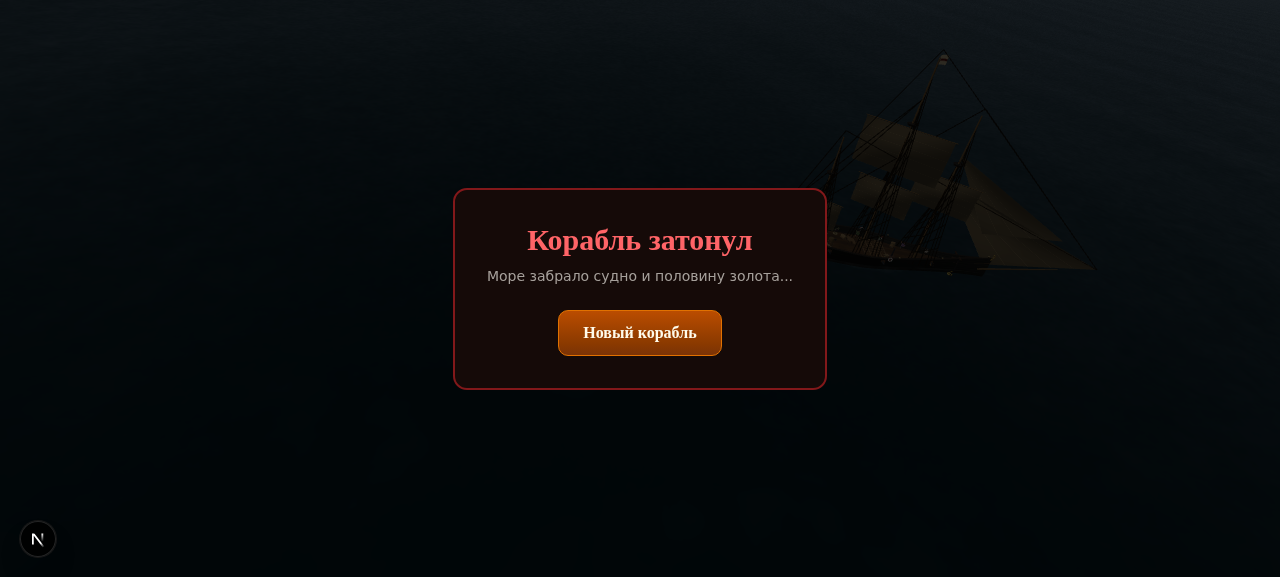 Корабль затонул
Море забрало судно и половину золота...
Новый корабль
N